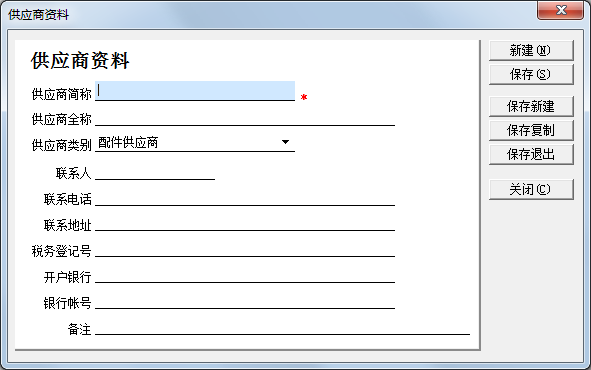 供应商资料
供应商资料
供应商简称
*
供应商全称
供应商类别 配件供应商
联系人
联系电话
联系地址
税务登记号
开户银行
银行帐号
备注
新建(N)
保存(S)
保存新建
保存复制
保存退出
关闭(C)